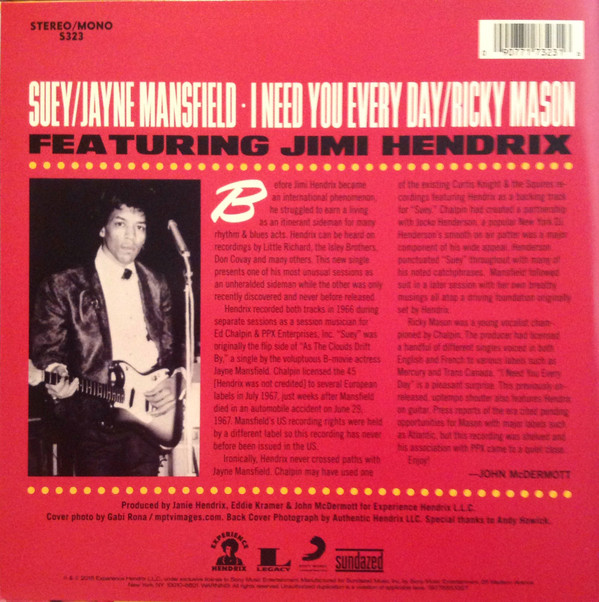 STEREO/MONO
S323
0 90771 73231 8
SUEY/JAYNE MANSFIELD · I NEED YOU EVERY DAY/RICKY MASON
FEATURING JIMI HENDRIX
Before Jimi Hendrix became
an international phenomenon,
he struggled to earn a living
as an itinerant sideman for many
rhythm & blues acts. Hendrix can be heard on
recordings by Little Richard, the Isley Brothers,
Don Covay and many others. This new single
presents one of his most unusual sessions as
an unheralded sideman while the other was only
recently discovered and never before released.
Hendrix recorded both tracks in 1966 during
separate sessions as a session musician for
Ed Chalpin & PPX Enterprises, Inc. "Suey" was
originally the flip side of "As The Clouds Drift
By," a single by the voluptuous B-movie actress
Jayne Mansfield. Chalpin licensed the 45
[Hendrix was not credited] to several European
labels in July 1967, just weeks after Mansfield
died in an automobile accident on June 29,
1967. Mansfield's US recording rights were held
by a different label so this recording has never
before been issued in the US.
Ironically, Hendrix never crossed paths with
Jayne Mansfield. Chalpin may have used one
of the existing Curtis Knight & the Squires re-
cordings featuring Hendrix as a backing track
for "Suey." Chalpin had created a partnership
with Jocko Henderson, a popular New York DJ.
Henderson's smooth on air patter was a major
component of his wide appeal. Henderson
punctuated "Suey" throughout with many of
his noted catchphrases. Mansfield followed
suit in a later session with her own breathy
musings all atop a driving foundation originally
set by Hendrix.
Ricky Mason was a young vocalist cham-
pioned by Chalpin. The producer had licensed
a handful of different singles voiced in both
English and French to various labels such as
Mercury and Trans Canada. "I Need You Every
Day" is a pleasant surprise. This previously un-
released, uptempo shouter also features Hendrix
on guitar. Press reports of the era cited pending
opportunities for Mason with major labels such
as Atlantic, but this recording was shelved and
his association with PPX came to a quiet close.
Enjoy!
—JOHN McDERMOTT
Produced by Janie Hendrix, Eddie Kramer & John McDermott for Experience Hendrix L.L.C.
Cover photo by Gabi Rona / mptvimages.com. Back Cover Photograph by Authentic Hendrix LLC. Special thanks to Andy Howick.
EXPERIENCE
HENDRIX
L
LEGACY
SONY MUSIC
sundazed